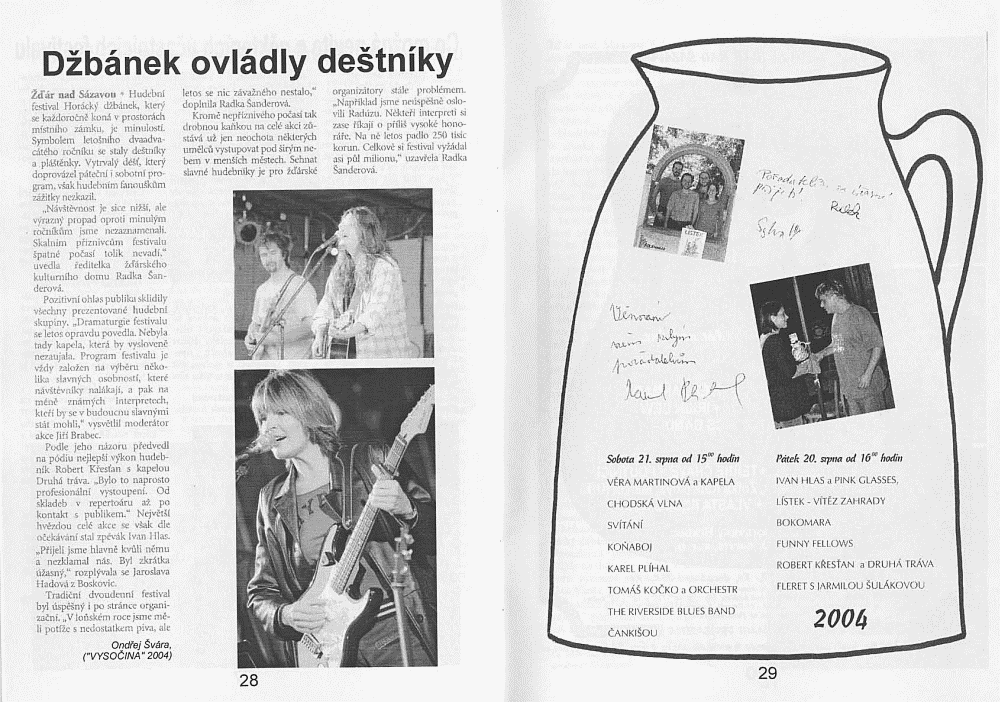 Džbánek ovládly deštníky
Žďár nad Sázavou • Hudební
festival Horácký džbánek, který
se každoročně koná v prostorách
místního zámku, je minulostí.
Symbolem letošního dvaadva-
cátého ročníku se staly deštníky
a pláštěnky. Vytrvalý déšť, který
doprovázel páteční i sobotní pro-
gram, však hudebním fanouškům
zážitky nezkazil.
„Návštěvnost je sice nižší, ale
výrazný propad oproti minulým
ročníkům jsme nezaznamenali.
Skalním příznivcům festivalu
špatné počasí tolik nevadí,“
uvedla ředitelka žďárského
kulturního domu Radka Šan-
derová.
Pozitivní ohlas publika sklidily
všechny prezentované hudební
skupiny. „Dramaturgie festivalu
se letos opravdu povedla. Nebyla
tady kapela, která by vysloveně
nezaujala. Program festivalu je
vždy založen na výběru něko-
lika slavných osobností, které
návštěvníky nalákají, a pak na
méně známých interpretech,
kteří by se v budoucnu slavnými
stát mohli,“ vysvětlil moderátor
akce Jiří Brabec.
Podle jeho názoru předvedl
na pódiu nejlepší výkon hudeb-
ník Robert Křesťan s kapelou
Druhá tráva. „Bylo to naprosto
profesionální vystoupení. Od
skladeb v repertoáru až po
kontakt s publikem.“ Největší
hvězdou celé akce se však dle
očekávání stal zpěvák Ivan Hlas.
„Přijeli jsme hlavně kvůli němu
a nezklamal nás. Byl zkrátka
úžasný,“ rozplývala se Jaroslava
Hadová z Boskovic.
Tradiční dvoudenní festival
byl úspěšný i po stránce organi-
zační. „V loňském roce jsme mě-
li potíže s nedostatkem piva, ale
letos se nic závažného nestalo,“
doplnila Radka Šanderová.
Kromě nepříznivého počasí tak
drobnou kaňkou na celé akci zů-
stává už jen neochota některých
umělců vystupovat pod širým ne-
bem v menších městech. Sehnat
slavné hudebníky je pro žďárské
organizátory stále problémem.
„Například jsme neúspěšně oslo-
vili Radůzu. Někteří interpreti si
zase říkají o příliš vysoké hono-
ráře. Na ně letos padlo 250 tisíc
korun. Celkově si festival vyžádal
asi půl milionu,“ uzavřela Radka
Šanderová.
Ondřej Švára,
("VYSOČINA" 2004)
28
LÍSTEK
Věnování
milým
pořadatelům
Sobota 21. srpna od 15⁰⁰ hodin
VĚRA MARTINOVÁ a KAPELA
CHODSKÁ VLNA
SVÍTÁNÍ
KOŇABOJ
KAREL PLÍHAL
TOMÁŠ KOČKO a ORCHESTR
THE RIVERSIDE BLUES BAND
ČANKIŠOU
Pátek 20. srpna od 16⁰⁰ hodin
IVAN HLAS a PINK GLASSES,
LÍSTEK - VÍTĚZ ZAHRADY
BOKOMARA
FUNNY FELLOWS
ROBERT KŘESŤAN a DRUHÁ TRÁVA
FLERET S JARMILOU ŠULÁKOVOU
2004
29